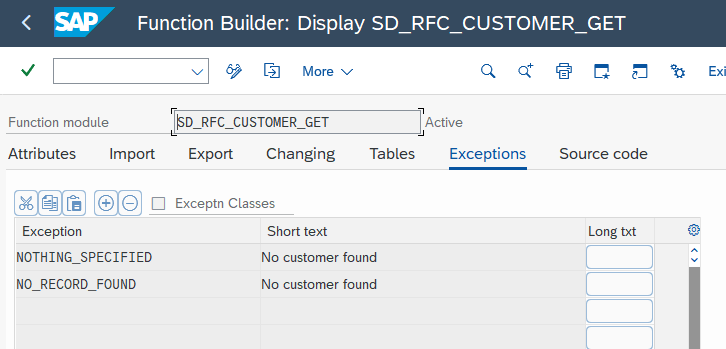 SAP Function Builder: Display SD_RFC_CUSTOMER_GET
More Exi
Function module SD_RFC_CUSTOMER_GET Active
Attributes Import Export Changing Tables Exceptions Source code
Exceptn Classes
Exception Short text Long txt
NOTHING_SPECIFIED No customer found
NO_RECORD_FOUND No customer found